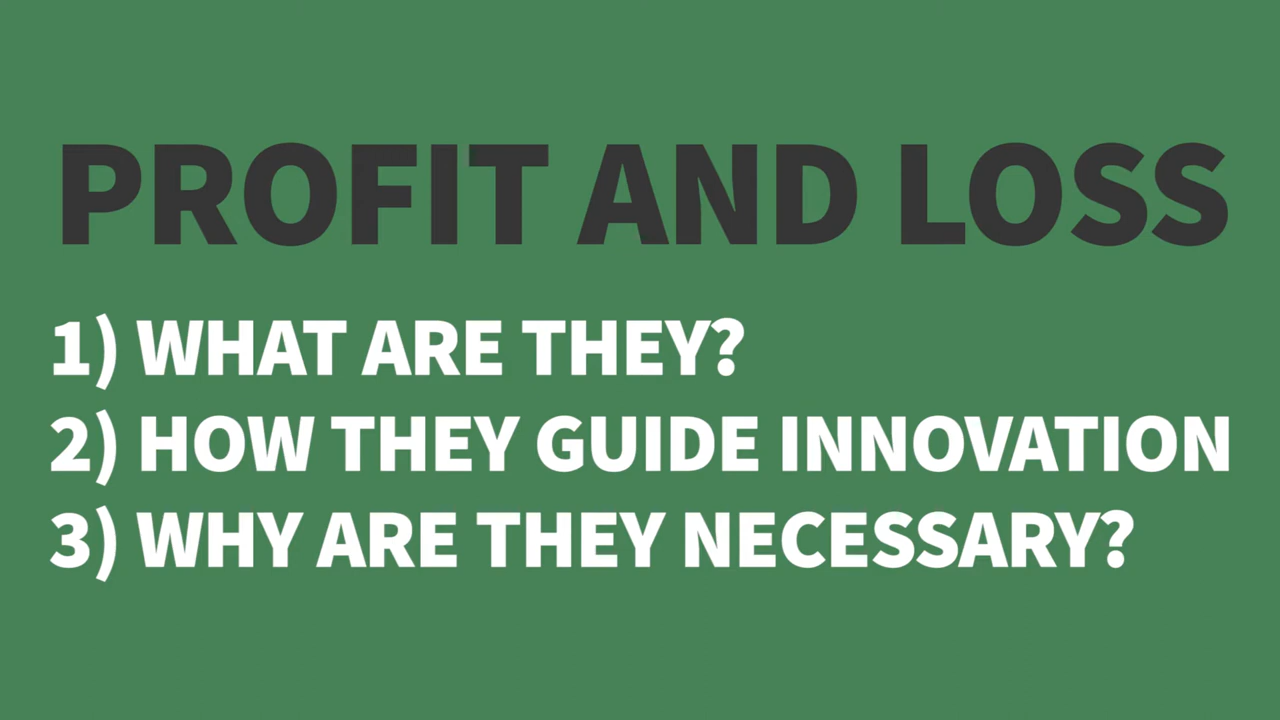 PROFIT AND LOSS
1) WHAT ARE THEY?
2) HOW THEY GUIDE INNOVATION
3) WHY ARE THEY NECESSARY?